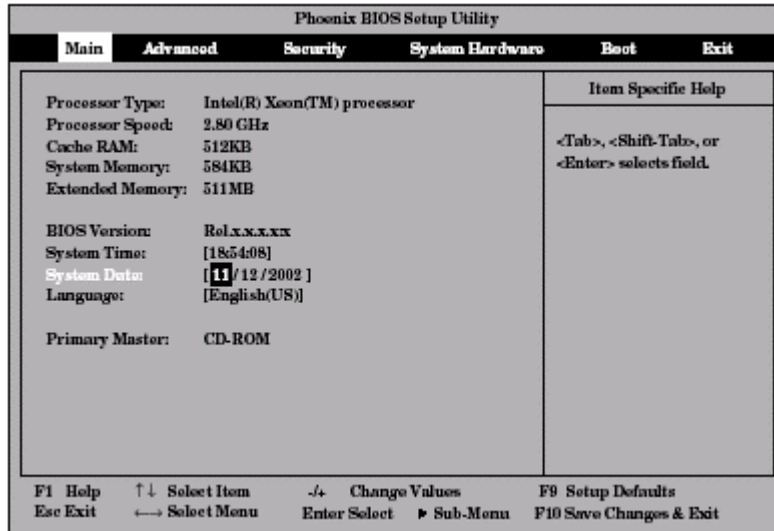 Phoenix BIOS Setup Utility
Main Advanced Security System Hardware Boot Exit
Item Specific Help
Processor Type: Intel(R) Xeon(TM) processor
Processor Speed: 2.80 GHz
Cache RAM: 512KB
System Memory: 584KB
Extended Memory: 511MB
<Tab>, <Shift-Tab>, or
<Enter> selects field.
BIOS Version: Rel.x.x.x.xx
System Time: [18:54:08]
System Date: [ 11 / 12 / 2002 ]
Language: [English(US)]
Primary Master: CD-ROM
F1 Help ↑↓ Select Item -/+ Change Values F9 Setup Defaults
Esc Exit ←→ Select Menu Enter Select ▶ Sub-Menu F10 Save Changes & Exit